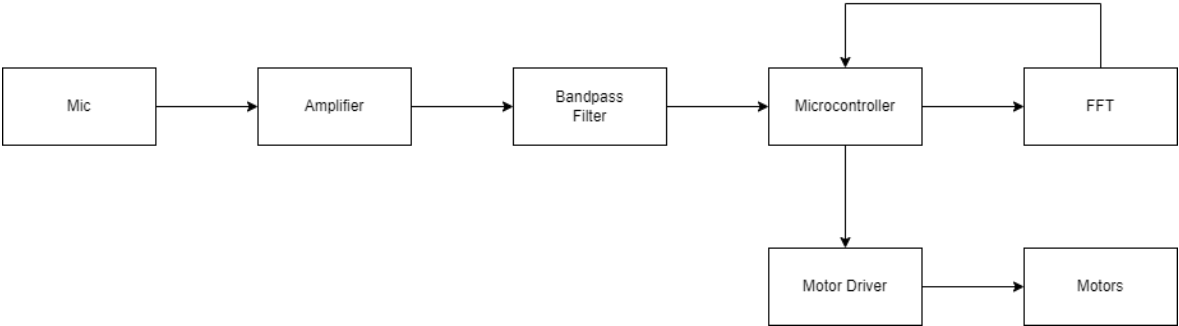 Mic
Amplifier
Bandpass
Filter
Microcontroller
FFT
Motor Driver
Motors